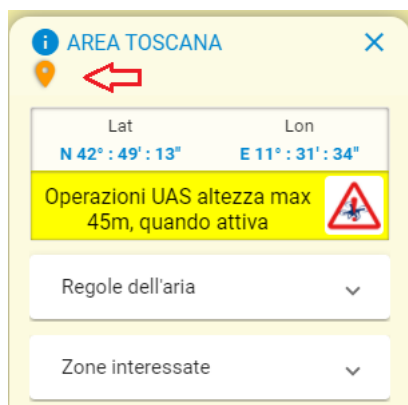 AREA TOSCANA
Lat Lon
N 42° : 49' : 13" E 11° : 31' : 34"
Operazioni UAS altezza max
45m, quando attiva
Regole dell'aria
Zone interessate